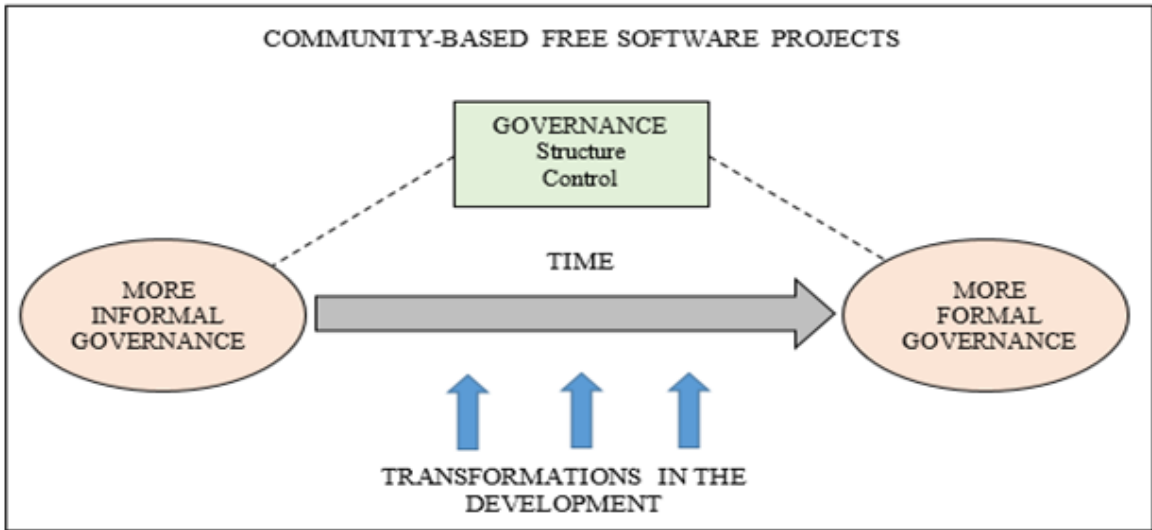 COMMUNITY-BASED FREE SOFTWARE PROJECTS
GOVERNANCE
Structure
Control
TIME
MORE
INFORMAL
GOVERNANCE
MORE
FORMAL
GOVERNANCE
TRANSFORMATIONS IN THE
DEVELOPMENT